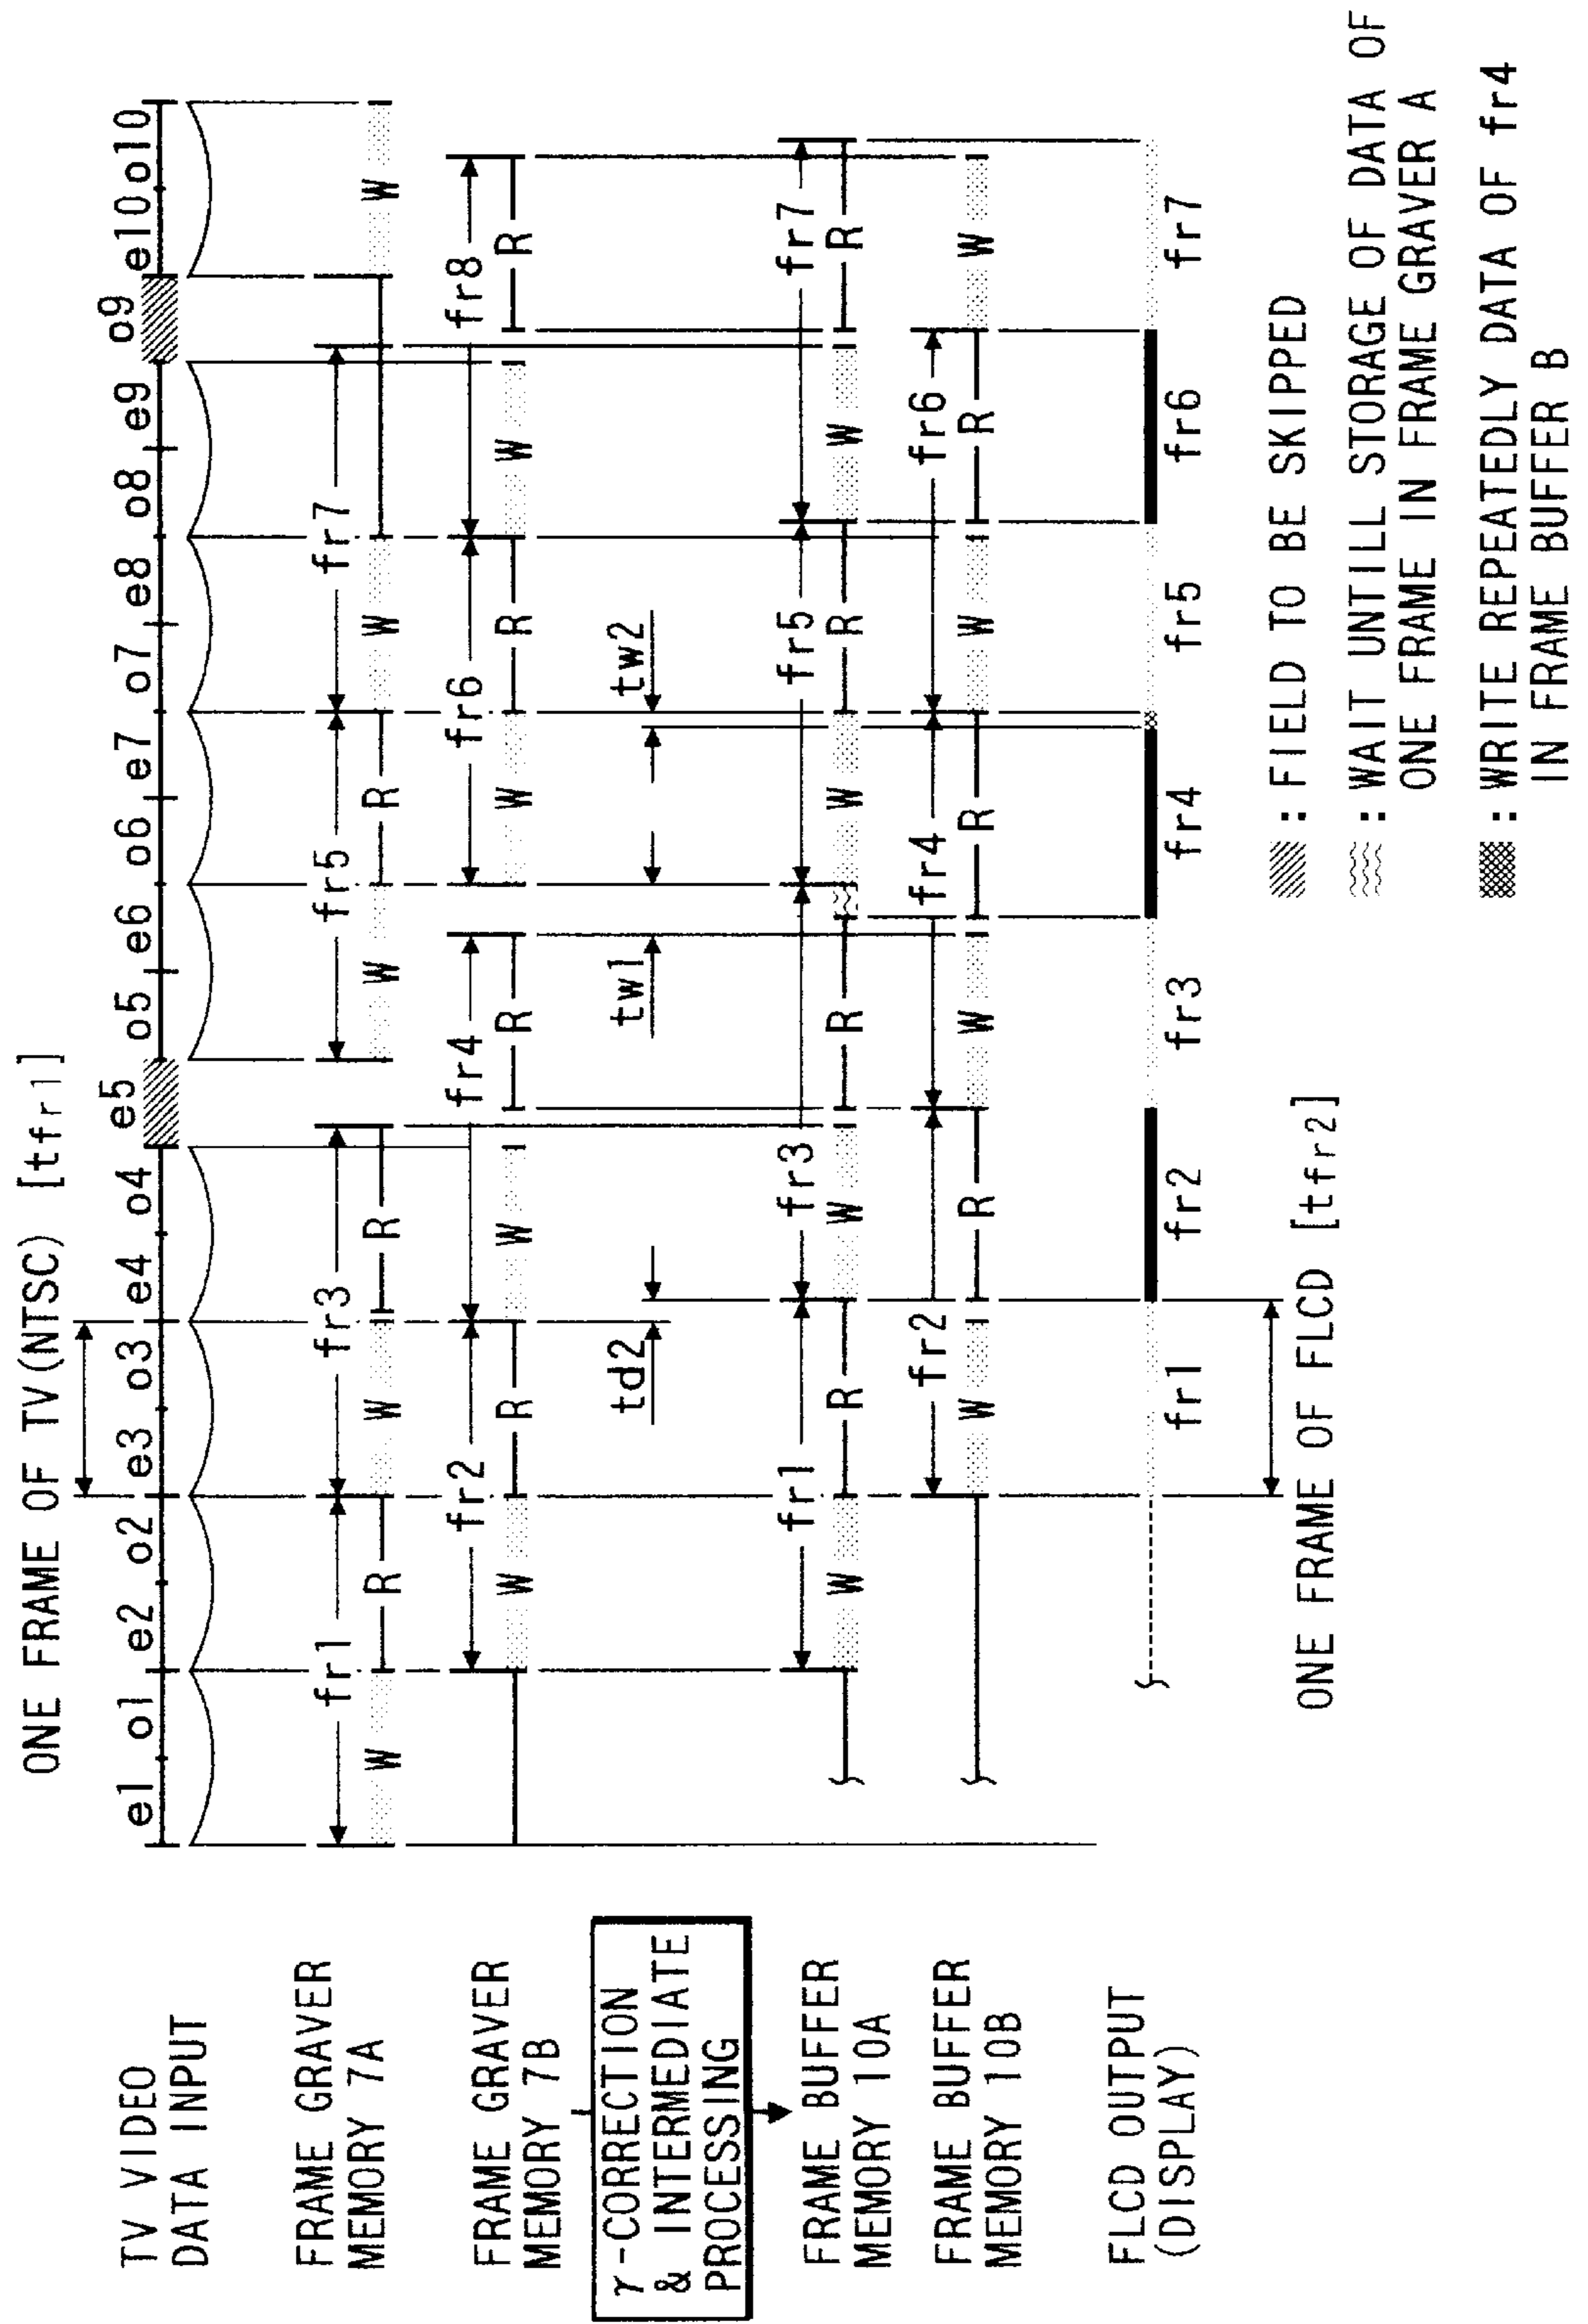 ONE FRAME OF TV(NTSC) [tfr1]
TV VIDEO
DATA INPUT
e1 o1 e2 o2 e3 o3 e4 o4 e5 o5 e6 o6 e7 o7 e8 o8 e9 o9 e10 o10
FRAME GRAVER
MEMORY 7A
fr1 fr3 fr5 fr7
W R W R W R W W
FRAME GRAVER
MEMORY 7B
fr2 fr4 fr6 fr8
W R W R W R W R
γ-CORRECTION
& INTERMEDIATE
PROCESSING
td2 tw1 tw2
FRAME BUFFER
MEMORY 10A
fr1 fr3 fr5 fr7
W R W R W R W R
FRAME BUFFER
MEMORY 10B
fr2 fr4 fr6
W R W R W R W
FLCD OUTPUT
(DISPLAY)
fr1 fr2 fr3 fr4 fr5 fr6 fr7
ONE FRAME OF FLCD [tfr2]
: FIELD TO BE SKIPPED
: WAIT UNTILL STORAGE OF DATA OF
ONE FRAME IN FRAME GRAVER A
: WRITE REPEATEDLY DATA OF fr4
IN FRAME BUFFER B